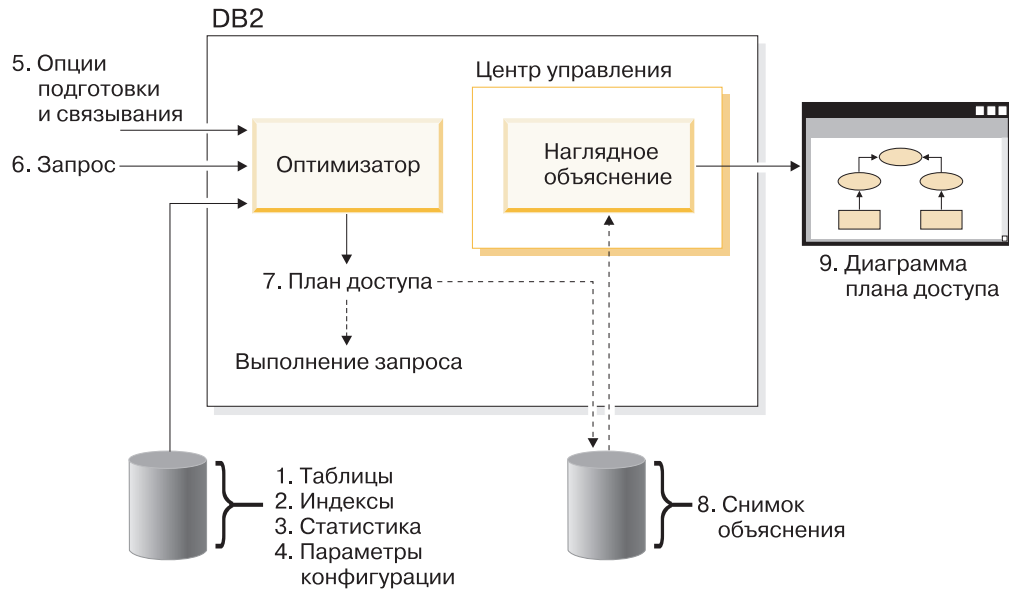 DB2
5. Опции
подготовки
и связывания
Центр управления
6. Запрос
Оптимизатор
Наглядное
объяснение
9. Диаграмма
плана доступа
7. План доступа
Выполнение запроса
1. Таблицы
2. Индексы
3. Статистика
4. Параметры
конфигурации
8. Снимок
объяснения